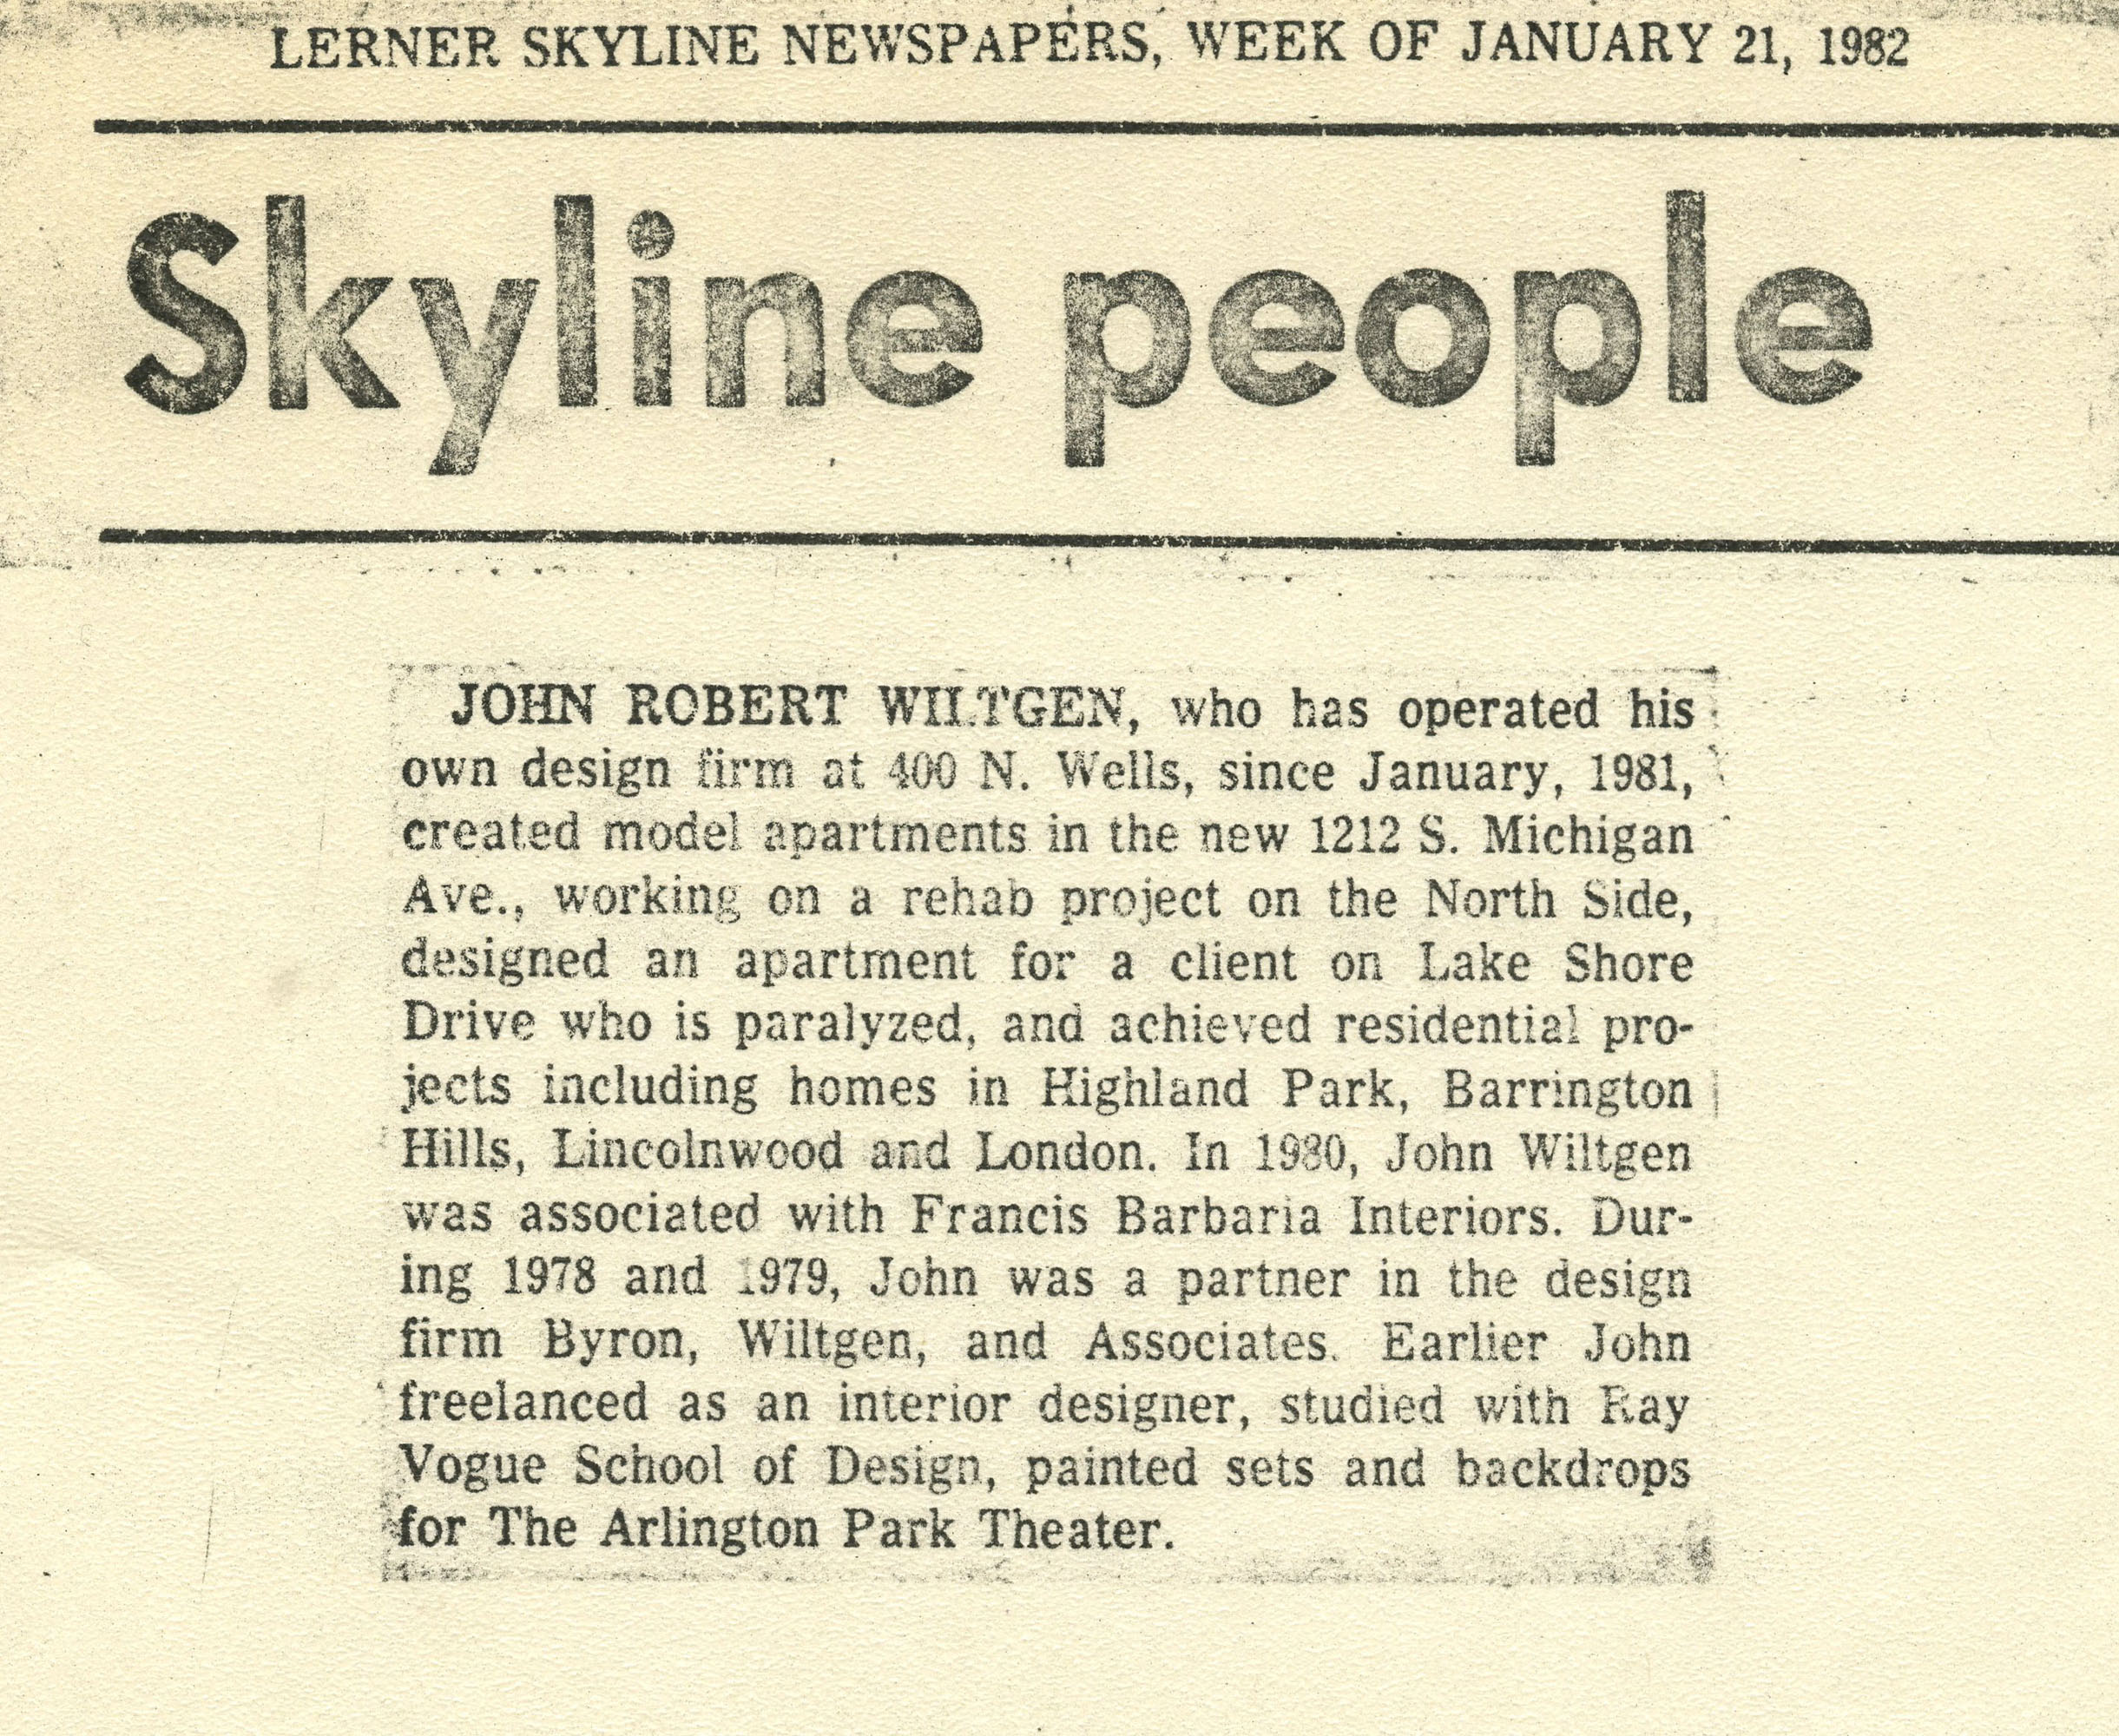 LERNER SKYLINE NEWSPAPERS, WEEK OF JANUARY 21, 1982
Skyline people
JOHN ROBERT WILTGEN, who has operated his
own design firm at 400 N. Wells, since January, 1981,
created model apartments in the new 1212 S. Michigan
Ave., working on a rehab project on the North Side,
designed an apartment for a client on Lake Shore
Drive who is paralyzed, and achieved residential pro-
jects including homes in Highland Park, Barrington
Hills, Lincolnwood and London. In 1980, John Wiltgen
was associated with Francis Barbaria Interiors. Dur-
ing 1978 and 1979, John was a partner in the design
firm Byron, Wiltgen, and Associates. Earlier John
freelanced as an interior designer, studied with Ray
Vogue School of Design, painted sets and backdrops
for The Arlington Park Theater.